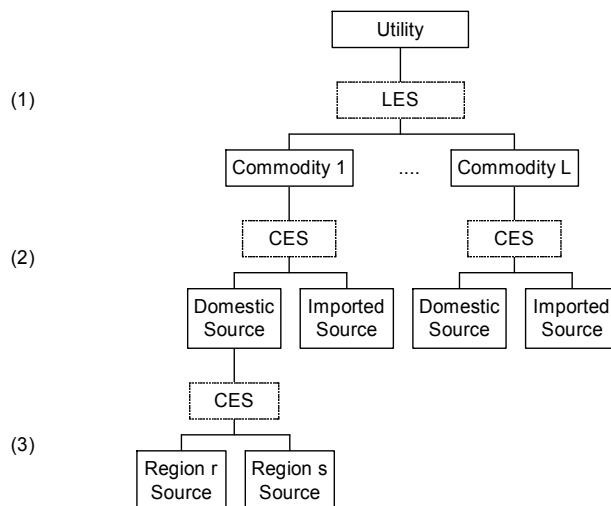 Utility
(1)
LES
Commodity 1
....
Commodity L
CES
CES
(2)
Domestic
Source
Imported
Source
Domestic
Source
Imported
Source
CES
(3)
Region r
Source
Region s
Source